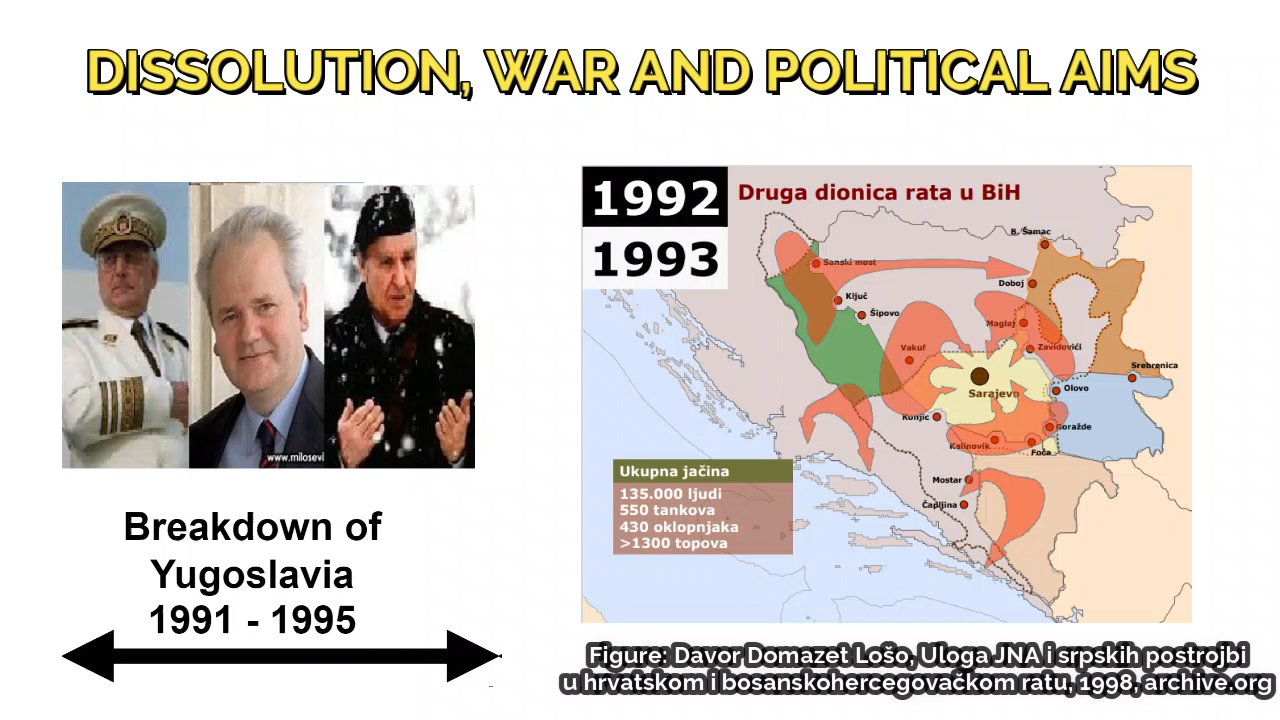 DISSOLUTION, WAR AND POLITICAL AIMS
www.milosevi
Breakdown of
Yugoslavia
1991 - 1995
1992
1993
Druga dionica rata u BiH
B. Šamac
Sanski most
Doboj
Ključ
Šipovo
Maglaj
Vakuf
Zavidovići
Srebrenica
Olovo
Sarajevo
Konjic
Goražde
Kalinovik
Foča
Ukupna jačina
135.000 ljudi
550 tankova
430 oklopnjaka
>1300 topova
Mostar
Čapljina
Figure: Davor Domazet Lošo, Uloga JNA i srpskih postrojbi
u hrvatskom i bosanskohercegovačkom ratu, 1998, archive.org